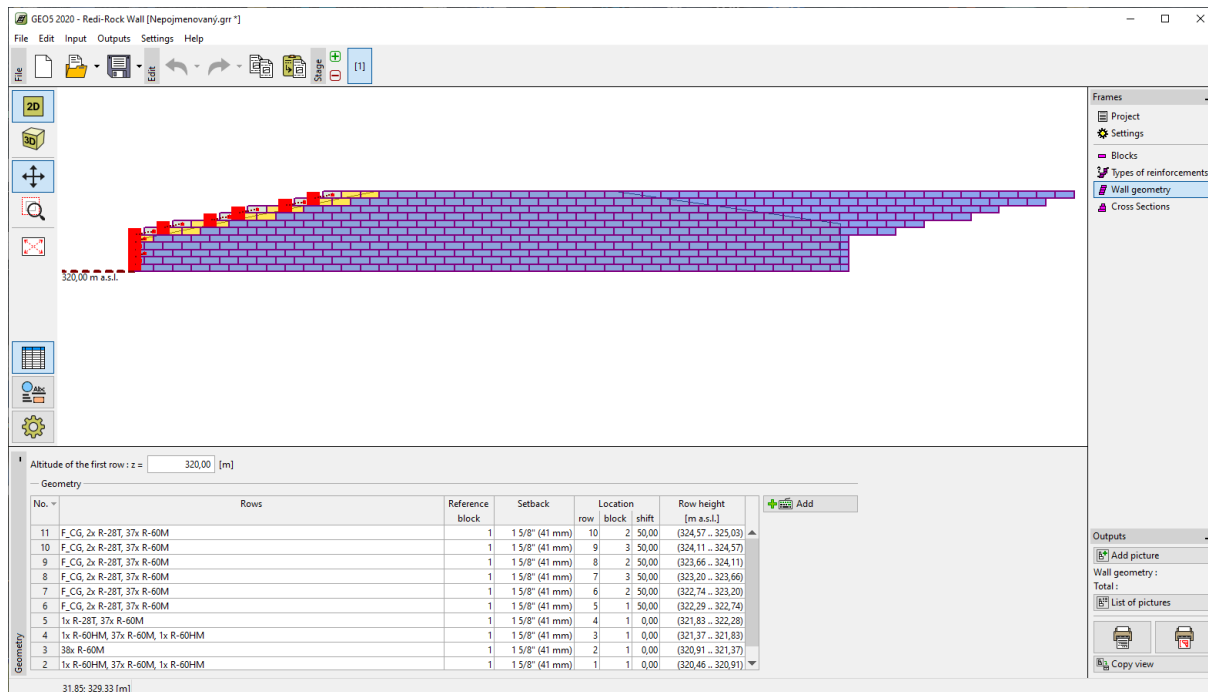 GEO5 2020 - Redi-Rock Wall [Nepojmenovaný.grr *]
File Edit Input Outputs Settings Help
File
Edit
Stage
[1]
2D
3D
320,00 m a.s.l.
Abc
Frames
Project
Settings
Blocks
Types of reinforcements
Wall geometry
Cross Sections
Geometry
Altitude of the first row : z = 320,00 [m]
Geometry
No. Rows Reference block Setback Location row block shift Row height [m a.s.l.]
Add
11 F_CG, 2x R-28T, 37x R-60M 1 1 5/8" (41 mm) 10 2 50,00 (324,57 .. 325,03)
10 F_CG, 2x R-28T, 37x R-60M 1 1 5/8" (41 mm) 9 3 50,00 (324,11 .. 324,57)
9 F_CG, 2x R-28T, 37x R-60M 1 1 5/8" (41 mm) 8 2 50,00 (323,66 .. 324,11)
8 F_CG, 2x R-28T, 37x R-60M 1 1 5/8" (41 mm) 7 3 50,00 (323,20 .. 323,66)
7 F_CG, 2x R-28T, 37x R-60M 1 1 5/8" (41 mm) 6 2 50,00 (322,74 .. 323,20)
6 F_CG, 2x R-28T, 37x R-60M 1 1 5/8" (41 mm) 5 1 50,00 (322,29 .. 322,74)
5 1x R-28T, 37x R-60M 1 1 5/8" (41 mm) 4 1 0,00 (321,83 .. 322,28)
4 1x R-60HM, 37x R-60M, 1x R-60HM 1 1 5/8" (41 mm) 3 1 0,00 (321,37 .. 321,83)
3 38x R-60M 1 1 5/8" (41 mm) 2 1 0,00 (320,91 .. 321,37)
2 1x R-60HM, 37x R-60M, 1x R-60HM 1 1 5/8" (41 mm) 1 1 0,00 (320,46 .. 320,91)
Outputs
Add picture
Wall geometry :
Total :
List of pictures
Copy view
31.85; 329.33 [m]